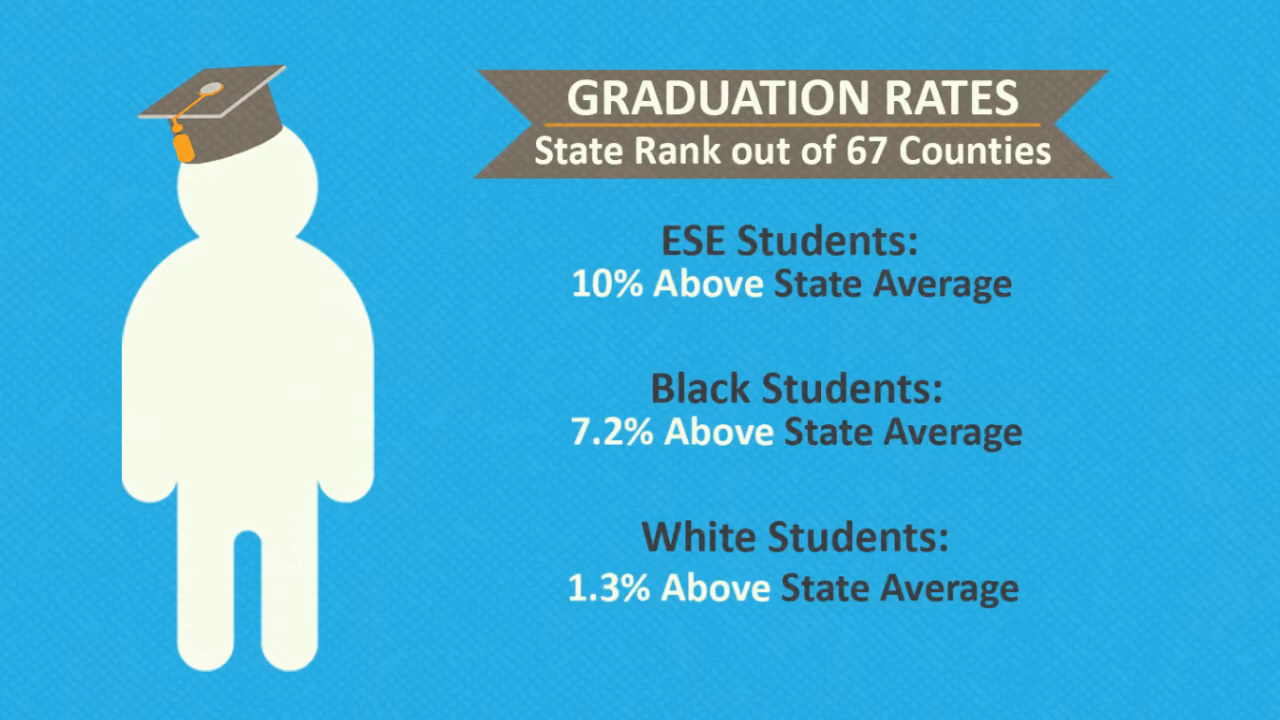 GRADUATION RATES
State Rank out of 67 Counties
ESE Students:
10% Above State Average
Black Students:
7.2% Above State Average
White Students:
1.3% Above State Average